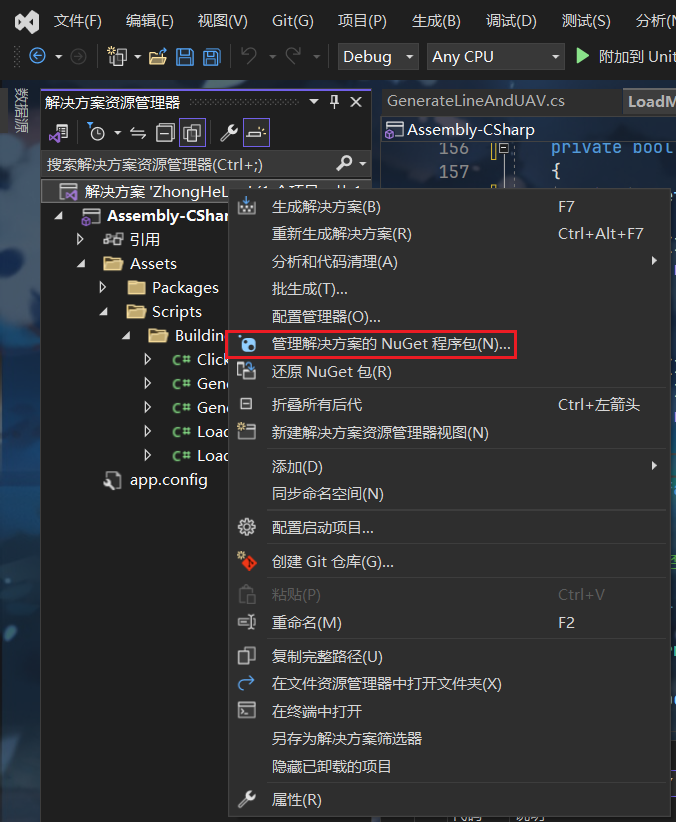 文件(F) 编辑(E) 视图(V) Git(G) 项目(P) 生成(B) 调试(D) 测试(S) 分析(
Debug Any CPU 附加到 Unit
数据源
解决方案资源管理器
GenerateLineAndUAV.cs LoadM
Assembly-CSharp
搜索解决方案资源管理器(Ctrl+;)
156 private bool
157 {
解决方案 'ZhongHeL
Assembly-CShar
引用
Assets
Packages
Scripts
Buildin
Click
Gene
Gene
Load
Load
app.config
生成解决方案(B) F7
重新生成解决方案(R) Ctrl+Alt+F7
分析和代码清理(A)
批生成(T)...
配置管理器(O)...
管理解决方案的 NuGet 程序包(N)...
还原 NuGet 包(R)
折叠所有后代 Ctrl+左箭头
新建解决方案资源管理器视图(N)
添加(D)
同步命名空间(N)
配置启动项目...
创建 Git 仓库(G)...
粘贴(P) Ctrl+V
重命名(M) F2
复制完整路径(U)
在文件资源管理器中打开文件夹(X)
在终端中打开
另存为解决方案筛选器
隐藏已卸载的项目
属性(R)